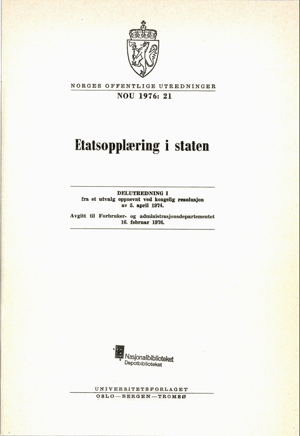 NORGES OFFENTLIGE UTREDNINGER
NOU 1976: 21
Etatsopplæring i staten
DELUTREDNING I
fra et utvalg oppnevnt ved kongelig resolusjon
av 5. april 1974.
Avgitt til Forbruker- og administrasjonsdepartementet
16. februar 1976.
Nasjonalbiblioteket
Depotbiblioteket
UNIVERSITETSFORLAGET
OSLO—BERGEN—TROMSØ